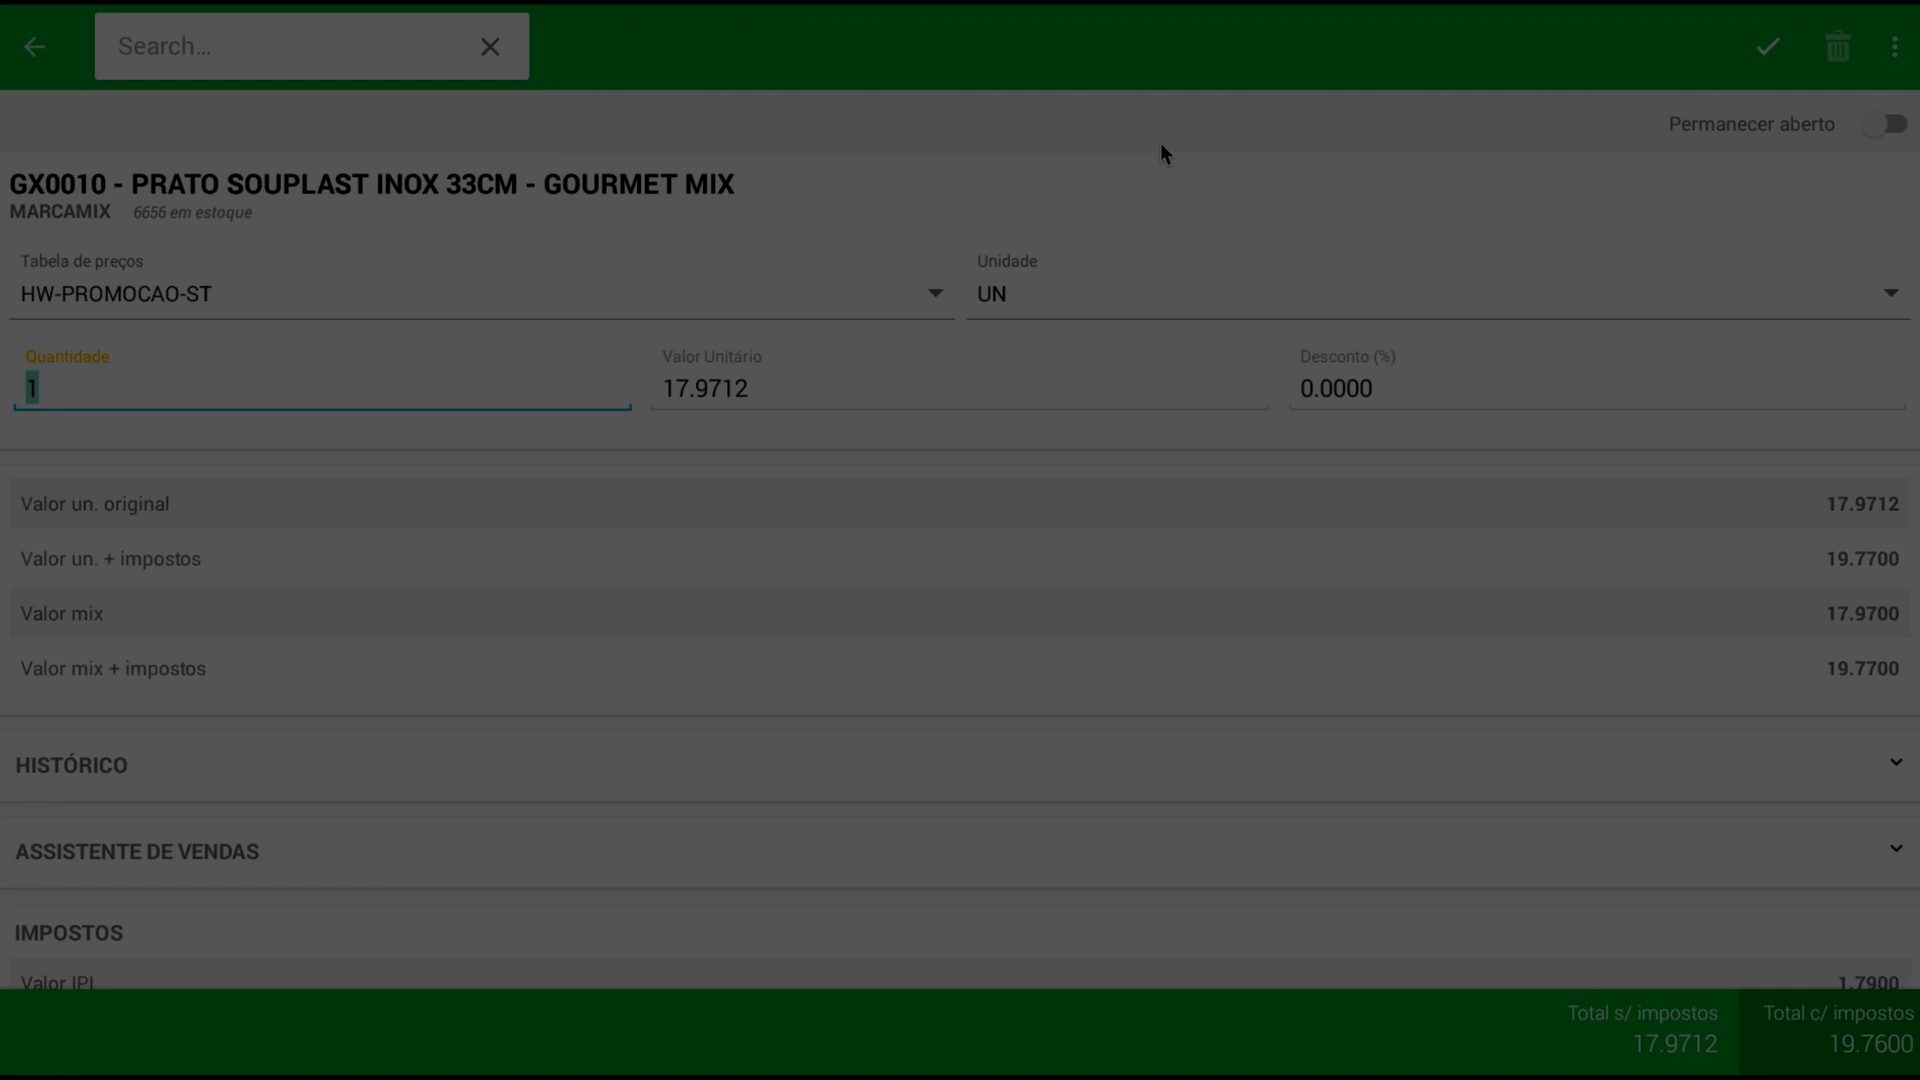 Search...
Permanecer aberto
GX0010 - PRATO SOUPLAST INOX 33CM - GOURMET MIX
MARCAMIX 6656 em estoque
Tabela de preços Unidade
HW-PROMOCAO-ST UN
Quantidade Valor Unitário Desconto (%)
1 17.9712 0.0000
Valor un. original 17.9712
Valor un. + impostos 19.7700
Valor mix 17.9700
Valor mix + impostos 19.7700
HISTÓRICO
ASSISTENTE DE VENDAS
IMPOSTOS
Valor IPI 1.7900
Total s/ impostos Total c/ impostos
17.9712 19.7600